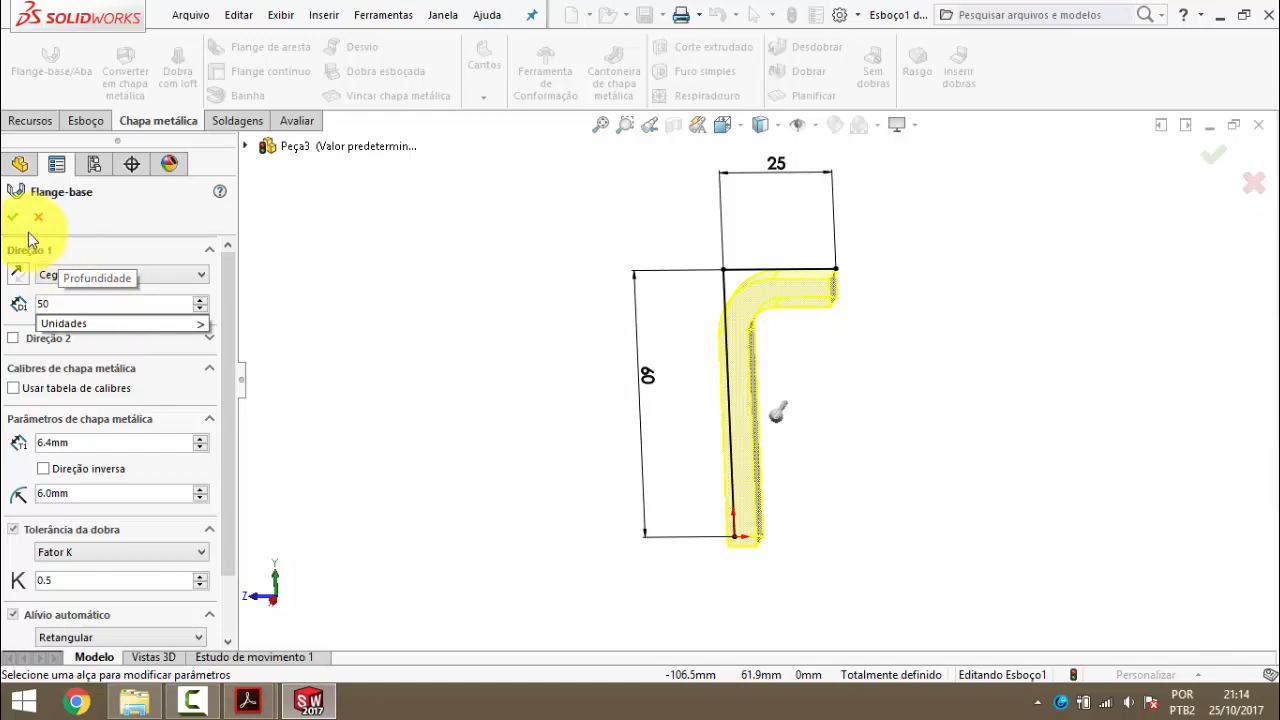 SOLIDWORKS
Arquivo Editar Exibir Inserir Ferramentas Janela Ajuda
Esboço1 d...
Pesquisar arquivos e modelos
?
Flange-base/Aba
Converter em chapa metálica
Dobra com loft
Flange de aresta
Flange contínuo
Bainha
Desvio
Dobra esboçada
Vincar chapa metálica
Cantos
Ferramenta de Conformação
Cantoneira de chapa metálica
Corte extrudado
Furo simples
Respiradouro
Desdobrar
Dobrar
Planificar
Sem dobras
Rasgo
Inserir dobras
Recursos Esboço Chapa metálica Soldagens Avaliar
Peça3 (Valor predetermin...
Flange-base
?
Direção 1
Ceg
Profundidade
D1
50
Unidades >
Direção 2
Calibres de chapa metálica
Usar tabela de calibres
Parâmetros de chapa metálica
T1
6.4mm
Direção inversa
6.0mm
Tolerância da dobra
Fator K
K 0.5
Alívio automático
Retangular
25
60
Y
Z
Modelo Vistas 3D Estudo de movimento 1
Selecione uma alça para modificar parâmetros
-106.5mm 61.9mm 0mm Totalmente definido Editando Esboço1 Personalizar
SW
2017
POR
PTB2
21:14
25/10/2017